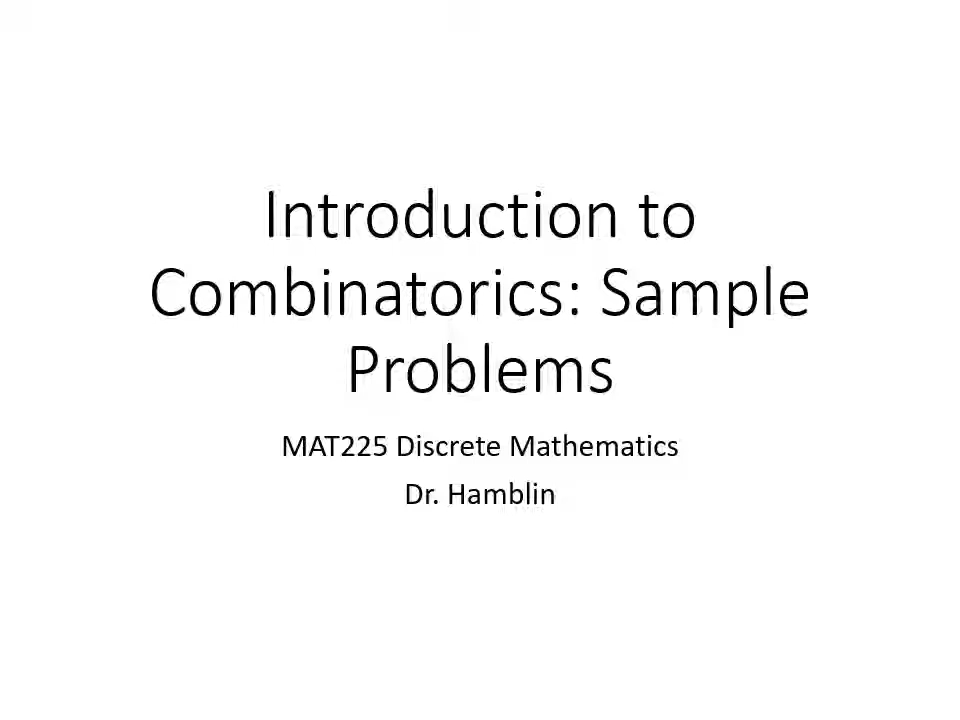 Introduction to
Combinatorics: Sample
Problems
MAT225 Discrete Mathematics
Dr. Hamblin